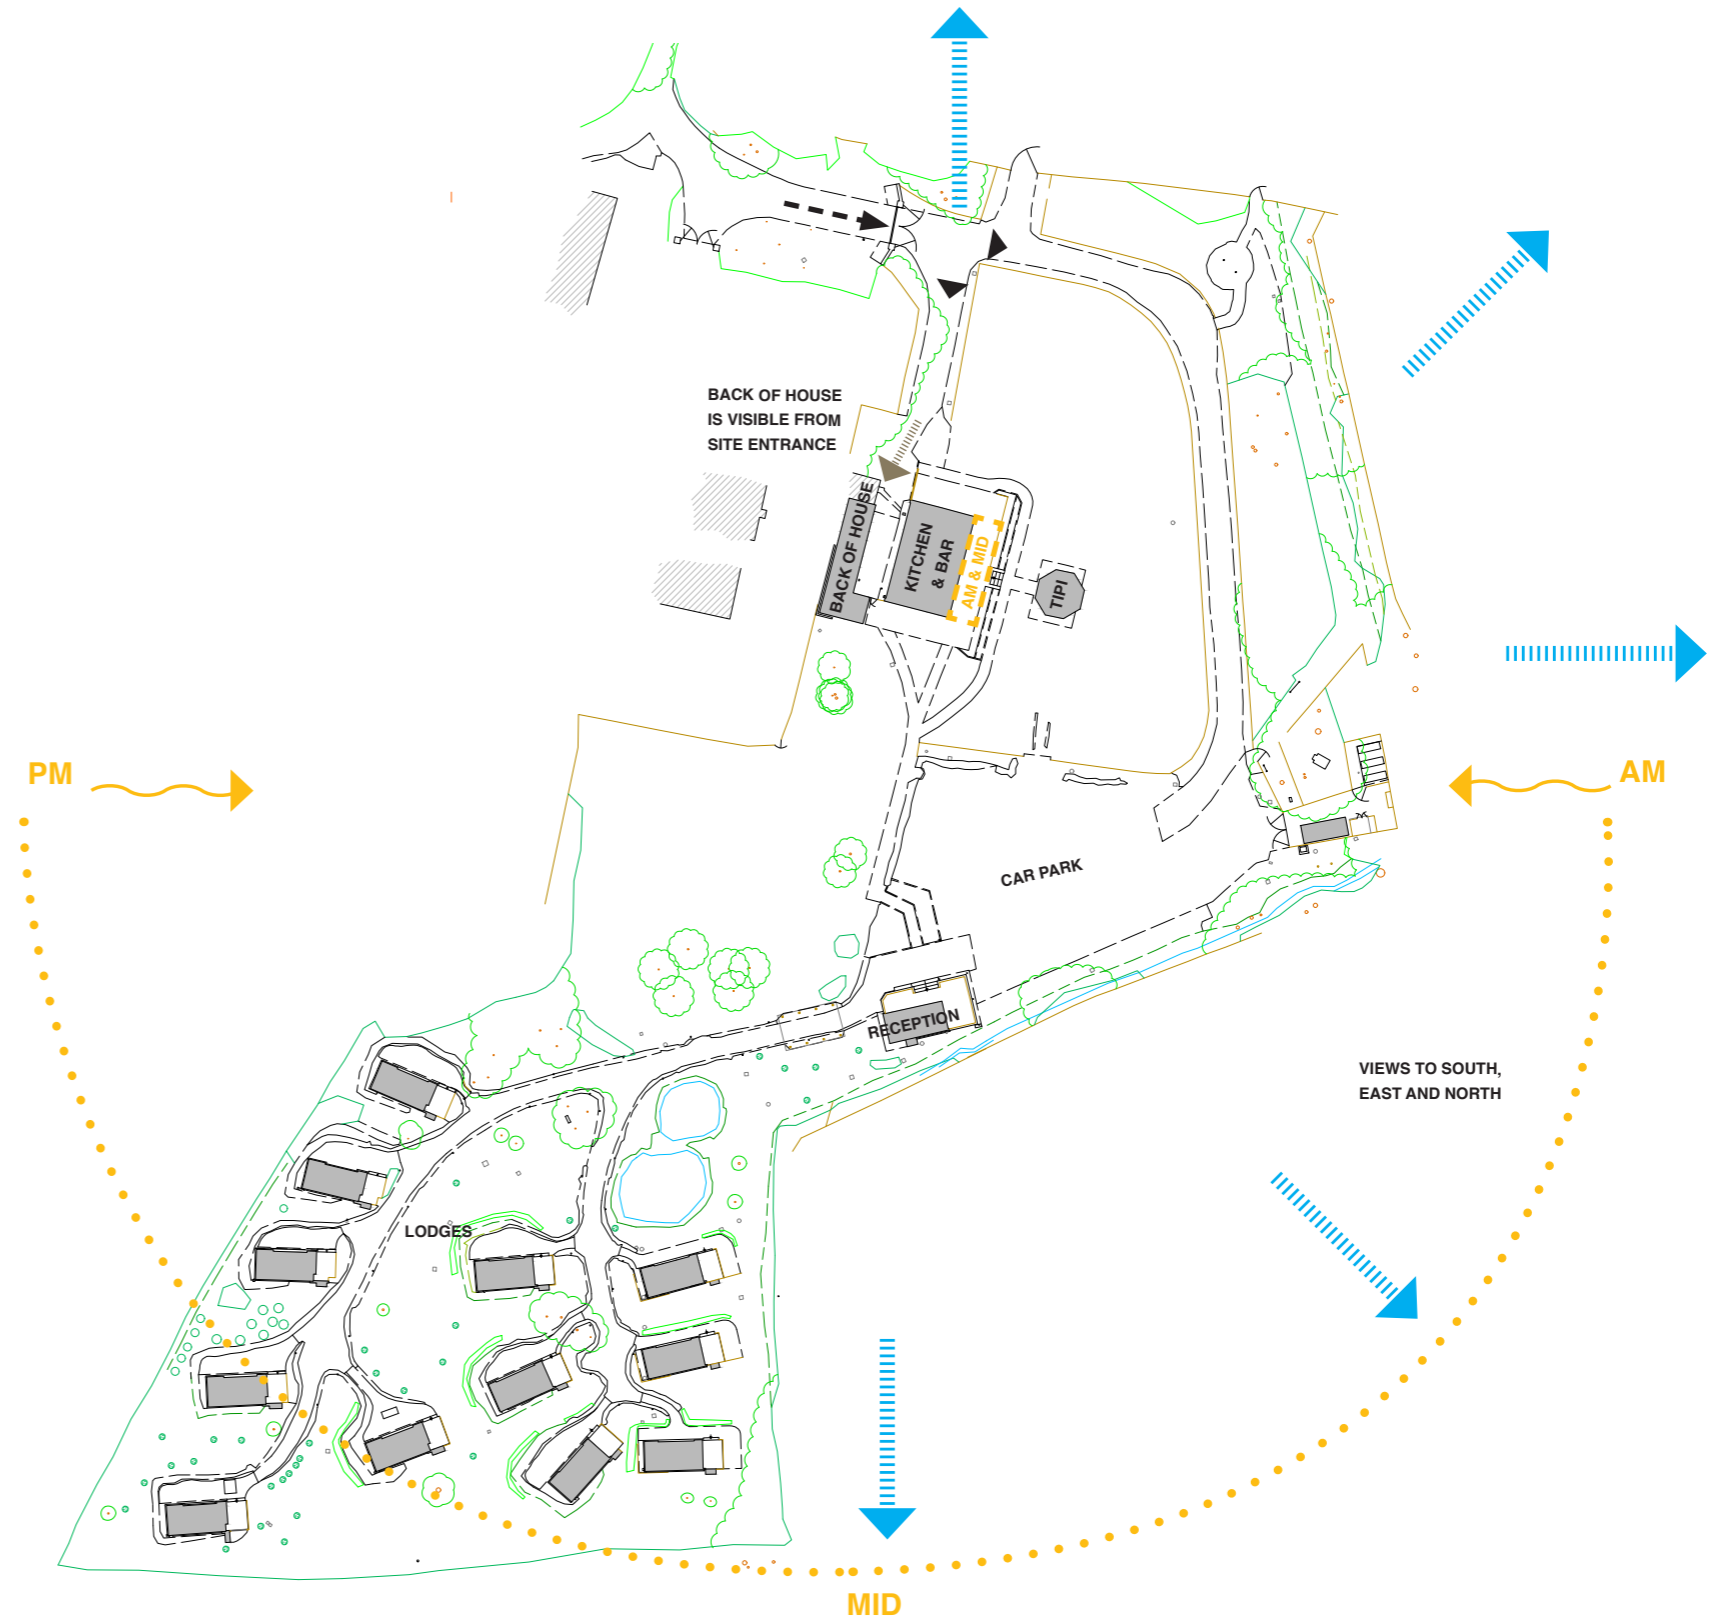 BACK OF HOUSE
IS VISIBLE FROM
SITE ENTRANCE
BACK OF HOUSE
KITCHEN
& BAR
AM & MID
TIPI
PM
AM
CAR PARK
RECEPTION
VIEWS TO SOUTH,
EAST AND NORTH
LODGES
MID